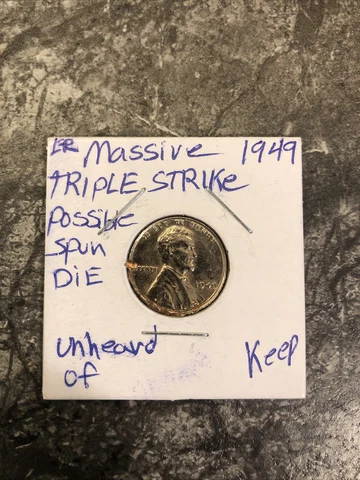 Massive 1949
TRIPLE STRIKE
Possible
Spun
DiE
unheard
of
Keep